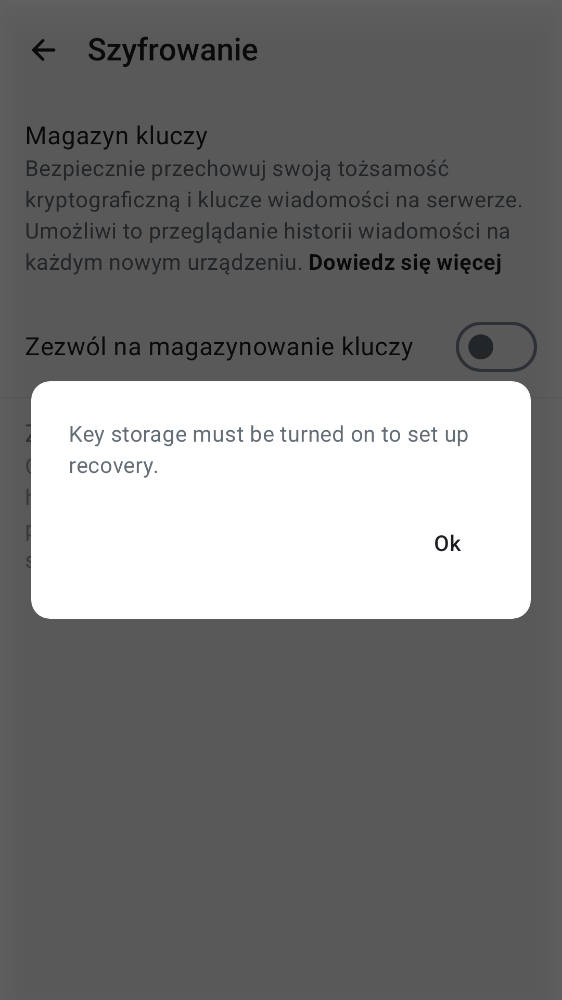 Szyfrowanie
Magazyn kluczy
Bezpiecznie przechowuj swoją tożsamość
kryptograficzną i klucze wiadomości na serwerze.
Umożliwi to przeglądanie historii wiadomości na
każdym nowym urządzeniu. Dowiedz się więcej
Zezwól na magazynowanie kluczy
Key storage must be turned on to set up
recovery.
Ok